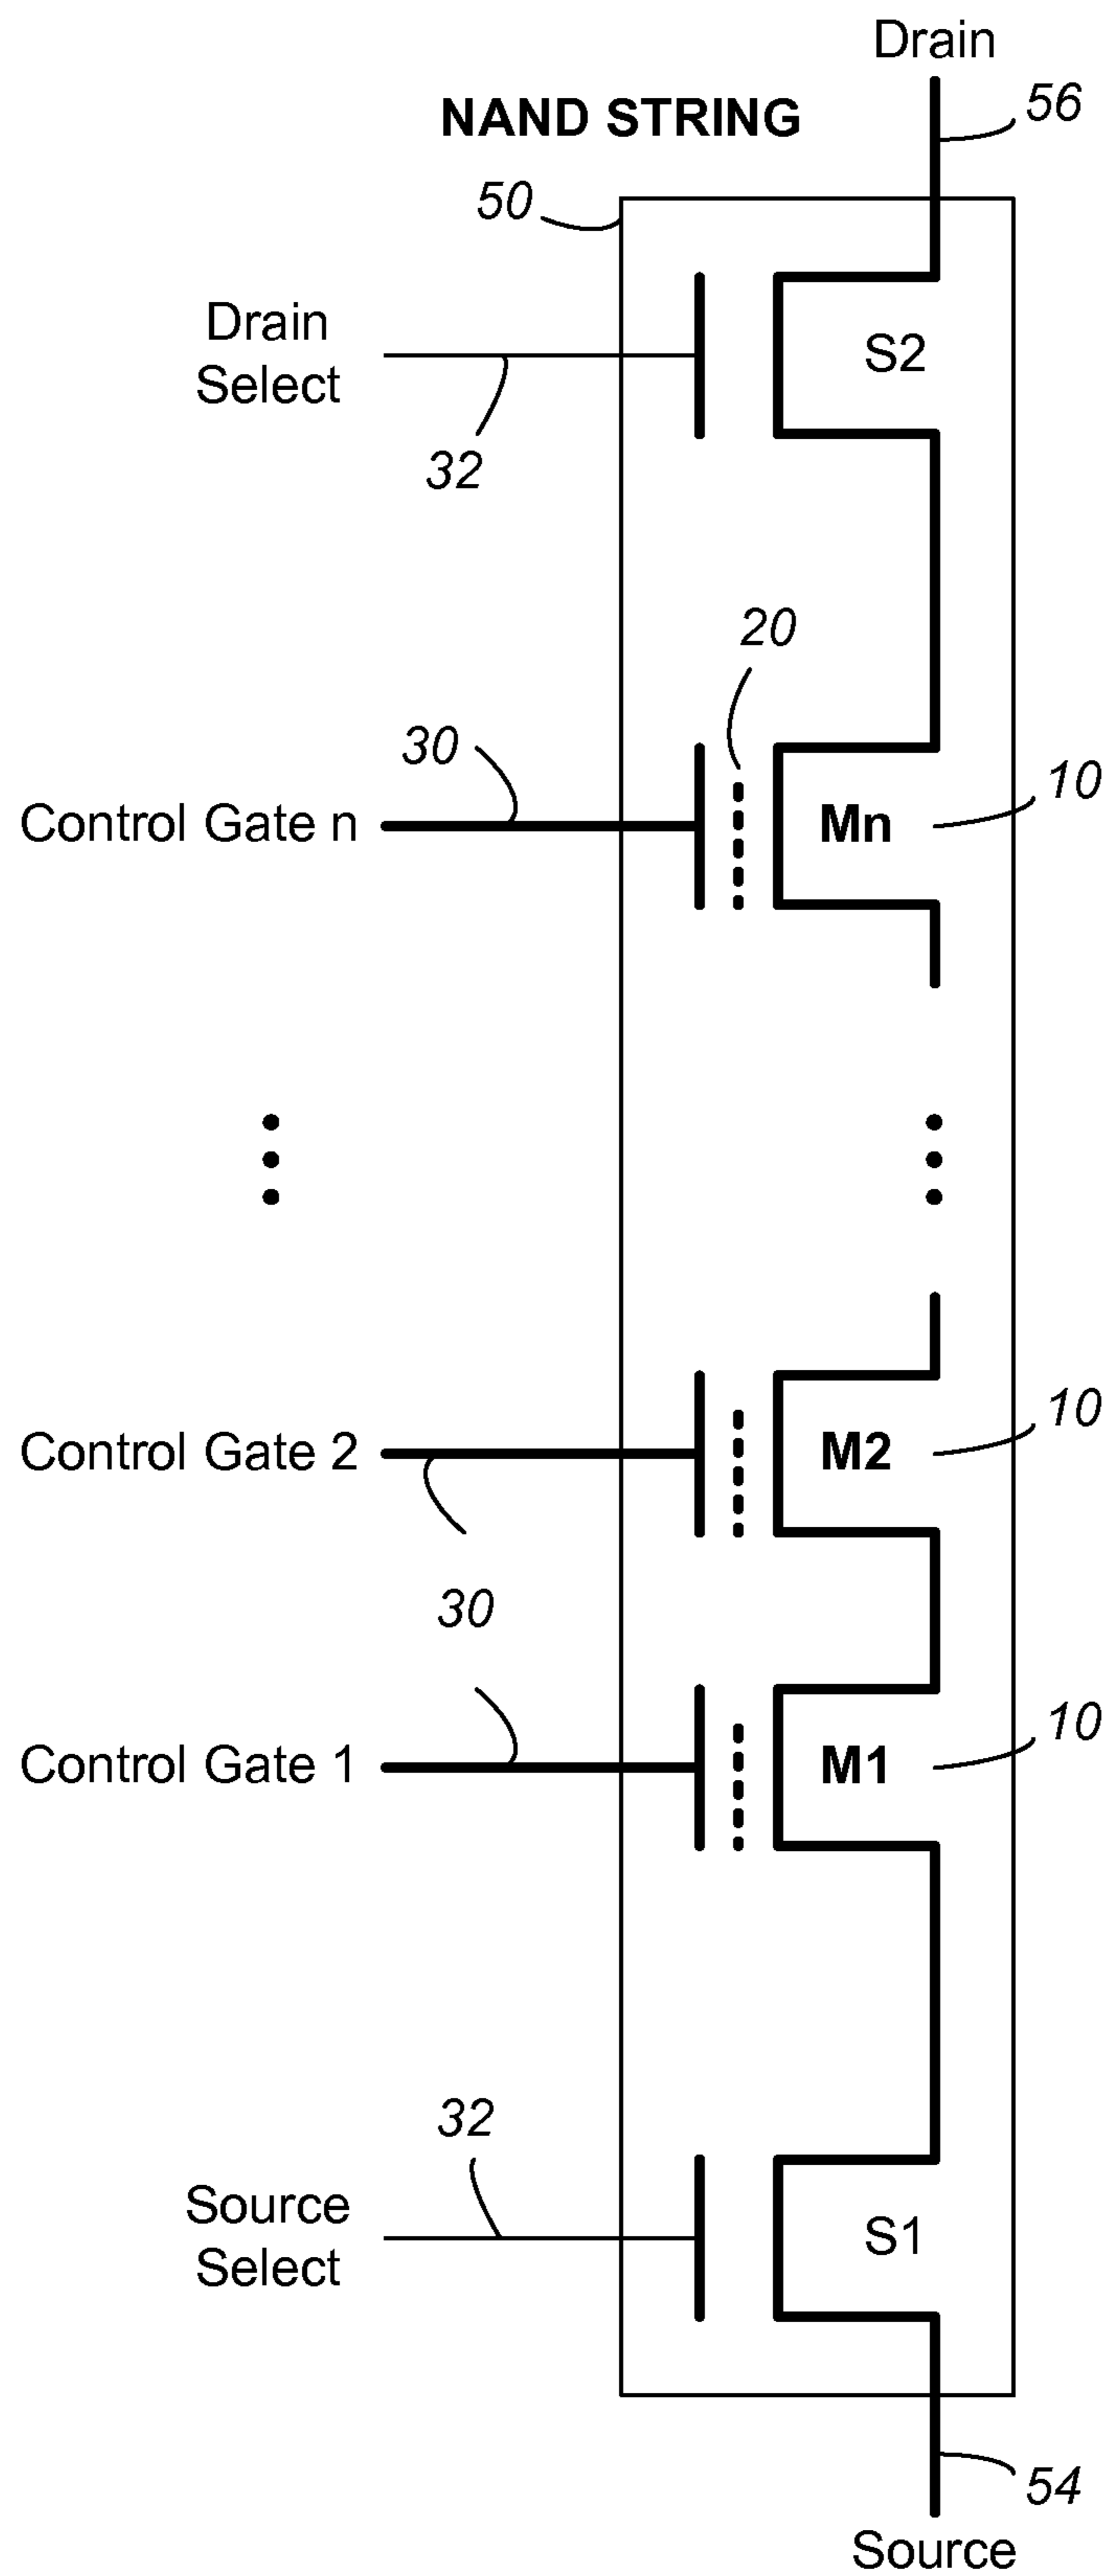 Drain
56
NAND STRING
50
Drain
Select
S2
32
20
30
10
Control Gate n
Mn
10
Control Gate 2
M2
30
10
Control Gate 1
M1
32
Source
Select
S1
54
Source